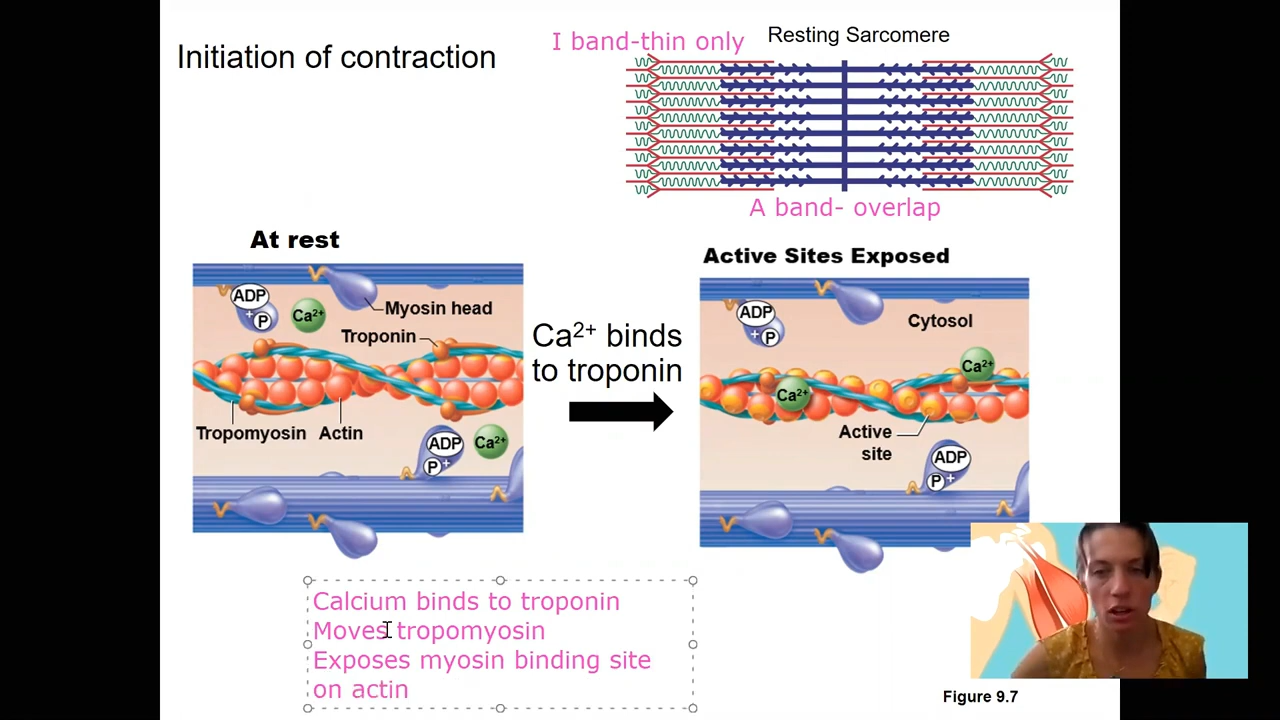 Initiation of contraction
I band-thin only
Resting Sarcomere
A band- overlap
At rest
ADP
+
P
Ca²⁺
Myosin head
Troponin
Tropomyosin
Actin
ADP
P +
Ca²⁺
Ca²⁺ binds
to troponin
Active Sites Exposed
ADP
+
P
Cytosol
Ca²⁺
Ca²⁺
Active
site
ADP
P +
Calcium binds to troponin
Moves tropomyosin
Exposes myosin binding site
on actin
Figure 9.7